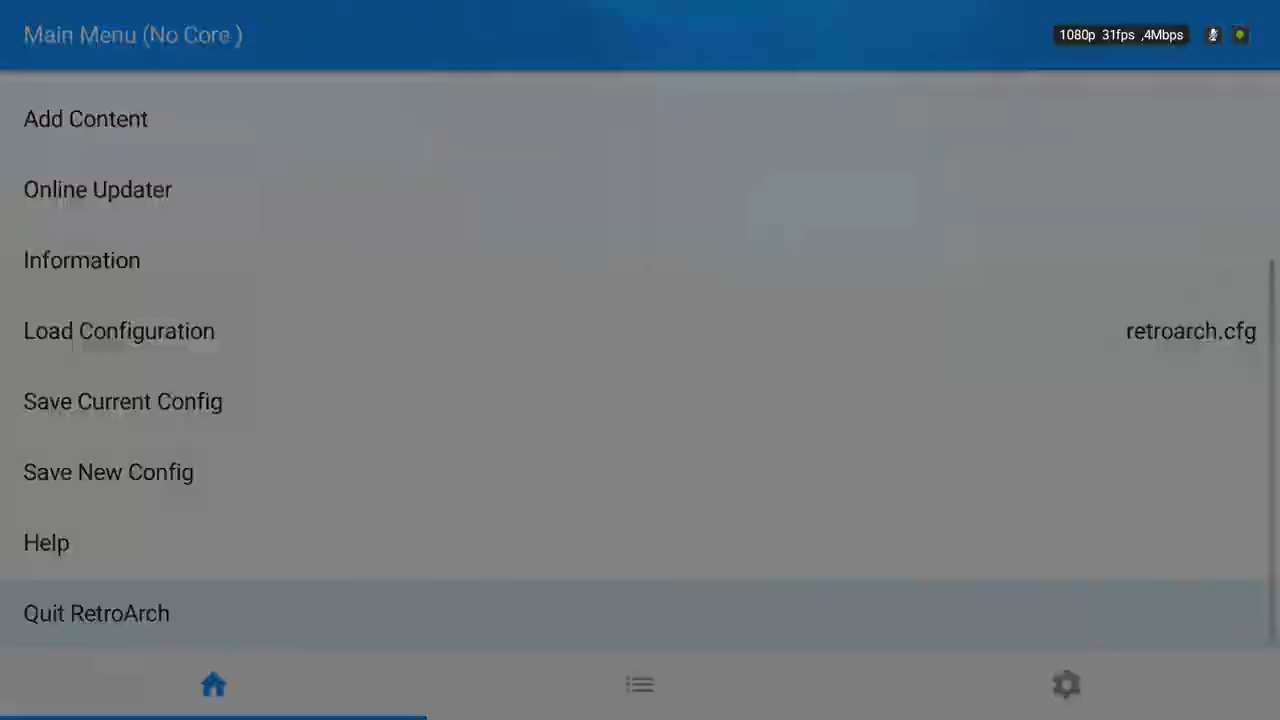 Main Menu (No Core )
1080p 31fps ,4Mbps
Add Content
Online Updater
Information
Load Configuration retroarch.cfg
Save Current Config
Save New Config
Help
Quit RetroArch